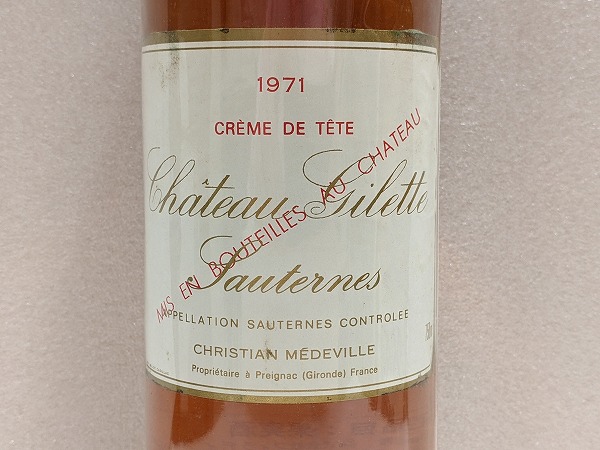 1971
CRÈME DE TÊTE
Château Gilette
MIS EN BOUTEILLES AU CHATEAU
Sauternes
APPELLATION SAUTERNES CONTROLÉE
CHRISTIAN MÉDEVILLE
Propriétaire à Preignac (Gironde) France